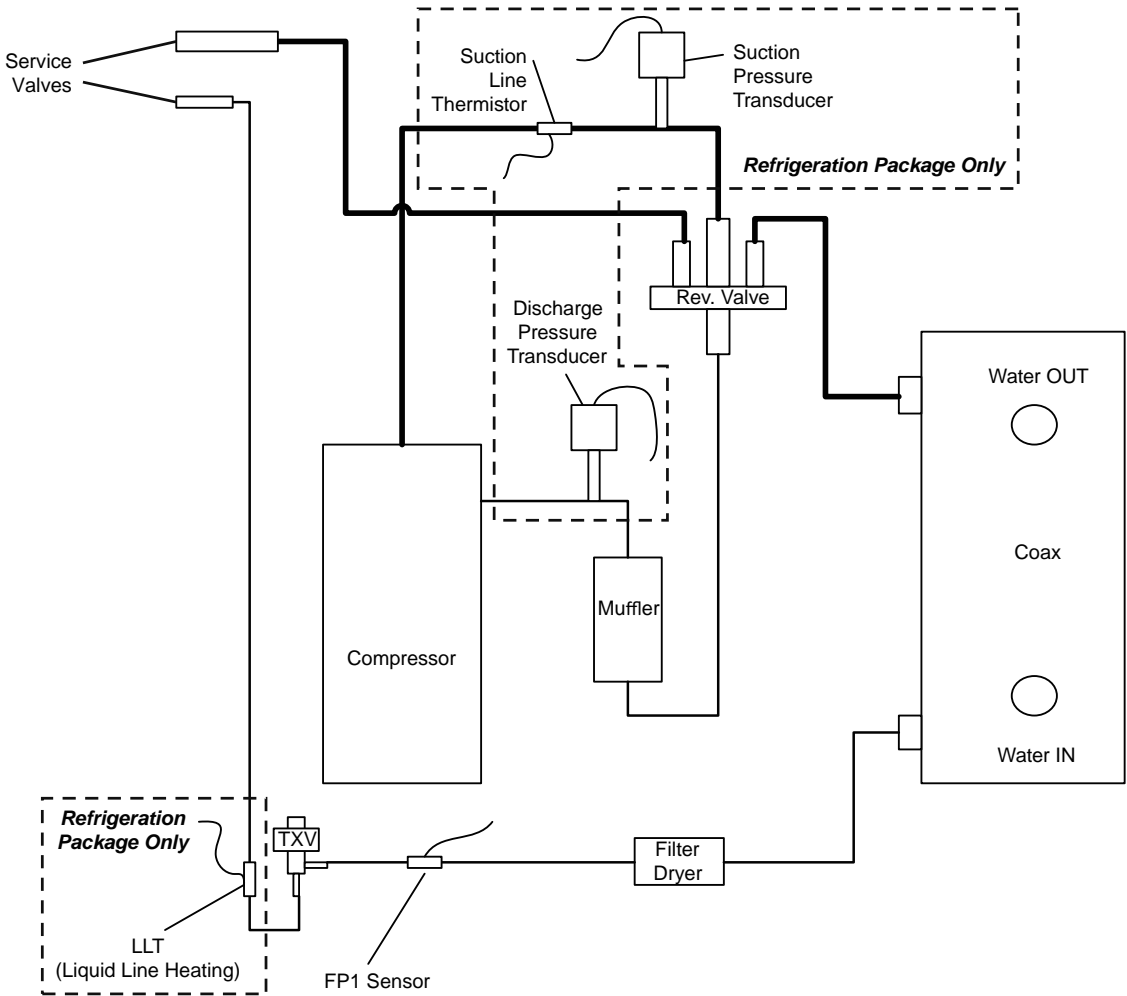 Service
Valves
Suction
Line
Thermistor
Suction
Pressure
Transducer
Refrigeration Package Only
Rev. Valve
Discharge
Pressure
Transducer
Water OUT
Coax
Water IN
Muffler
Compressor
Refrigeration
Package Only
TXV
Filter
Dryer
LLT
(Liquid Line Heating)
FP1 Sensor